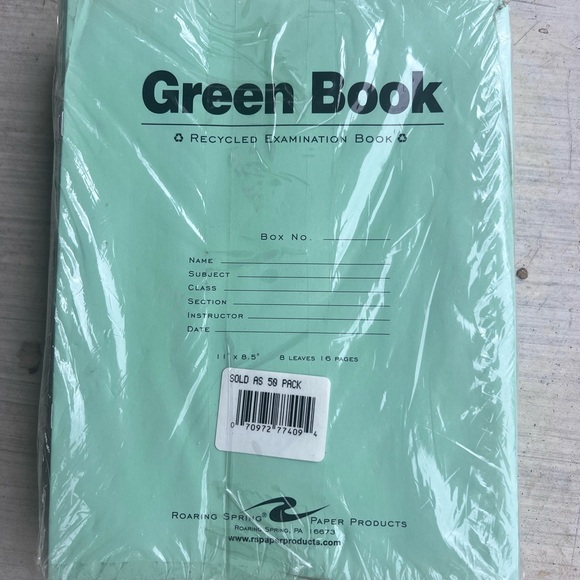 Green Book
♻ RECYCLED EXAMINATION BOOK ♻
BOX NO.
NAME
SUBJECT
CLASS
SECTION
INSTRUCTOR
DATE
11" x 8.5" 8 LEAVES 16 PAGES
SOLD AS 50 PACK
0 70972 77409 4
ROARING SPRING® PAPER PRODUCTS
ROARING SPRING, PA 16673
www.rspaperproducts.com